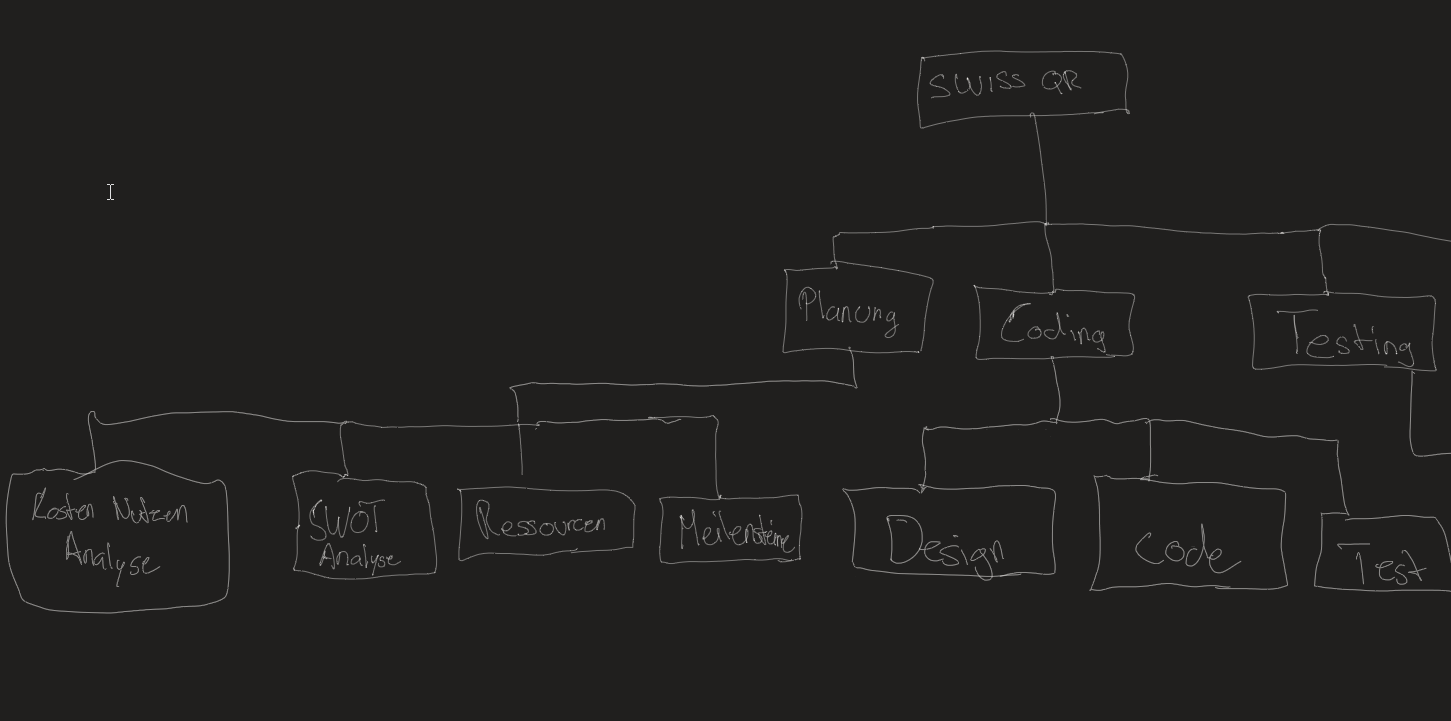 SWISS QR
Planung
Coding
Testing
Kosten Nutzen
Analyse
SWOT
Analyse
Ressourcen
Meilensteine
Design
Code
Test